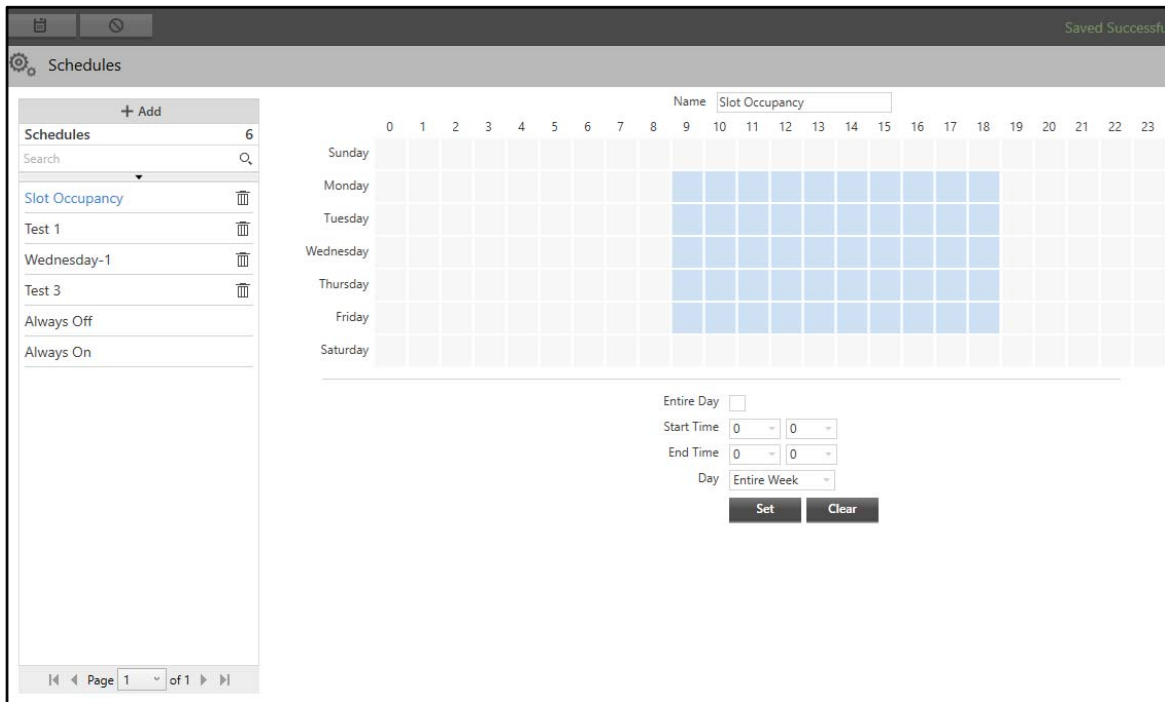 Saved Successfu
Schedules
+ Add
Schedules 6
Search
Slot Occupancy
Test 1
Wednesday-1
Test 3
Always Off
Always On
Page 1 of 1
Name Slot Occupancy
0 1 2 3 4 5 6 7 8 9 10 11 12 13 14 15 16 17 18 19 20 21 22 23
Sunday
Monday
Tuesday
Wednesday
Thursday
Friday
Saturday
Entire Day
Start Time 0 0
End Time 0 0
Day Entire Week
Set Clear